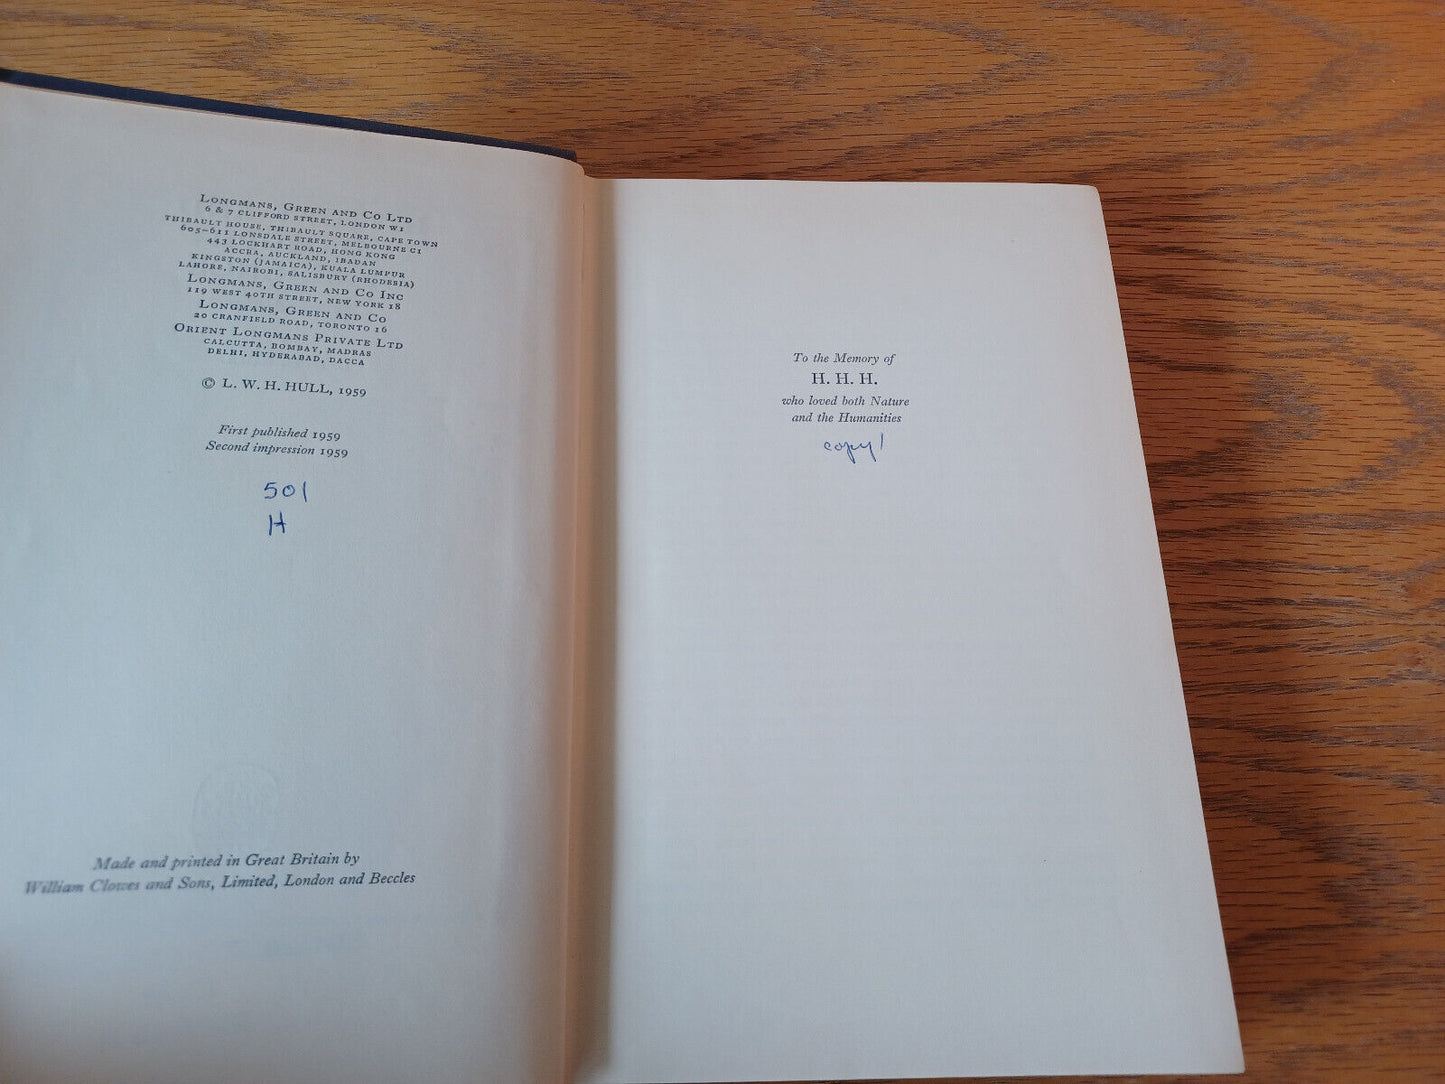 LONGMANS, GREEN AND CO LTD
6 & 7 CLIFFORD STREET, LONDON W1
THIBAULT HOUSE, THIBAULT SQUARE, CAPE TOWN
605–611 LONSDALE STREET, MELBOURNE C1
443 LOCKHART ROAD, HONG KONG
ACCRA, AUCKLAND, IBADAN
KINGSTON (JAMAICA), KUALA LUMPUR
LAHORE, NAIROBI, SALISBURY (RHODESIA)
LONGMANS, GREEN AND CO INC
119 WEST 40TH STREET, NEW YORK 18
LONGMANS, GREEN AND CO
20 CRANFIELD ROAD, TORONTO 16
ORIENT LONGMANS PRIVATE LTD
CALCUTTA, BOMBAY, MADRAS
DELHI, HYDERABAD, DACCA
© L. W. H. HULL, 1959
First published 1959
Second impression 1959
501
H
Made and printed in Great Britain by
William Clowes and Sons, Limited, London and Beccles
To the Memory of
H. H. H.
who loved both Nature
and the Humanities
copy 1